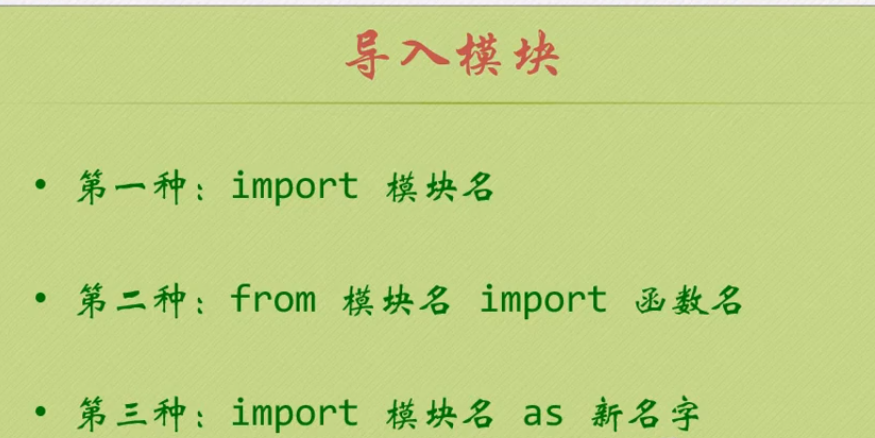 导入模块
• 第一种：import 模块名
• 第二种：from 模块名 import 函数名
• 第三种：import 模块名 as 新名字